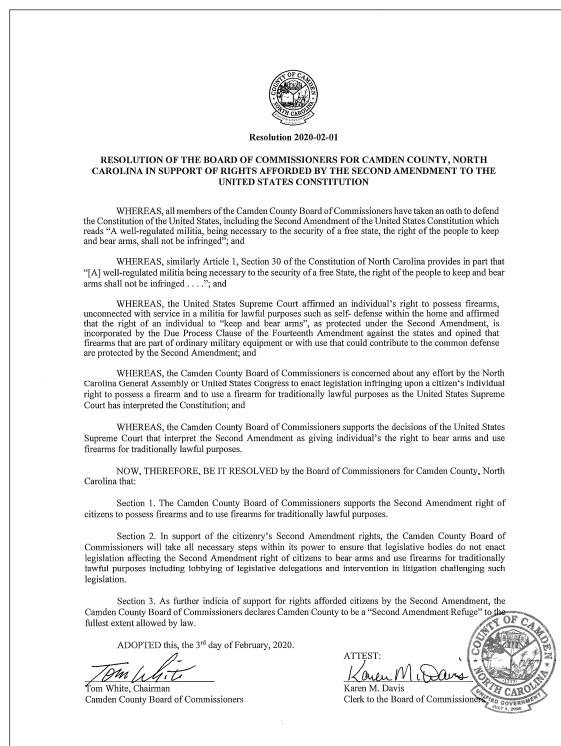 COUNTY OF CAMDEN
NORTH CAROLINA
Resolution 2020-02-01
RESOLUTION OF THE BOARD OF COMMISSIONERS FOR CAMDEN COUNTY, NORTH
CAROLINA IN SUPPORT OF RIGHTS AFFORDED BY THE SECOND AMENDMENT TO THE
UNITED STATES CONSTITUTION
WHEREAS, all members of the Camden County Board of Commissioners have taken an oath to defend
the Constitution of the United States, including the Second Amendment of the United States Constitution which
reads “A well-regulated militia, being necessary to the security of a free state, the right of the people to keep
and bear arms, shall not be infringed”; and
WHEREAS, similarly Article 1, Section 30 of the Constitution of North Carolina provides in part that
“[A] well-regulated militia being necessary to the security of a free State, the right of the people to keep and bear
arms shall not be infringed . . . .”; and
WHEREAS, the United States Supreme Court affirmed an individual’s right to possess firearms,
unconnected with service in a militia for lawful purposes such as self- defense within the home and affirmed
that the right of an individual to “keep and bear arms”, as protected under the Second Amendment, is
incorporated by the Due Process Clause of the Fourteenth Amendment against the states and opined that
firearms that are part of ordinary military equipment or with use that could contribute to the common defense
are protected by the Second Amendment; and
WHEREAS, the Camden County Board of Commissioners is concerned about any effort by the North
Carolina General Assembly or United States Congress to enact legislation infringing upon a citizen’s individual
right to possess a firearm and to use a firearm for traditionally lawful purposes as the United States Supreme
Court has interpreted the Constitution; and
WHEREAS, the Camden County Board of Commissioners supports the decisions of the United States
Supreme Court that interpret the Second Amendment as giving individual’s the right to bear arms and use
firearms for traditionally lawful purposes.
NOW, THEREFORE, BE IT RESOLVED by the Board of Commissioners for Camden County, North
Carolina that:
Section 1. The Camden County Board of Commissioners supports the Second Amendment right of
citizens to possess firearms and to use firearms for traditionally lawful purposes.
Section 2. In support of the citizenry’s Second Amendment rights, the Camden County Board of
Commissioners will take all necessary steps within its power to ensure that legislative bodies do not enact
legislation affecting the Second Amendment right of citizens to bear arms and use firearms for traditionally
lawful purposes including lobbying of legislative delegations and intervention in litigation challenging such
legislation.
Section 3. As further indicia of support for rights afforded citizens by the Second Amendment, the
Camden County Board of Commissioners declares Camden County to be a “Second Amendment Refuge” to the
fullest extent allowed by law.
ADOPTED this, the 3rd day of February, 2020.
Tom White
Tom White, Chairman
Camden County Board of Commissioners
ATTEST:
Karen M. Davis
Karen M. Davis
Clerk to the Board of Commissioners
COUNTY OF CAMDEN
NORTH CAROLINA
1777
UNIFIED GOVERNMENT
JULY 1, 2006